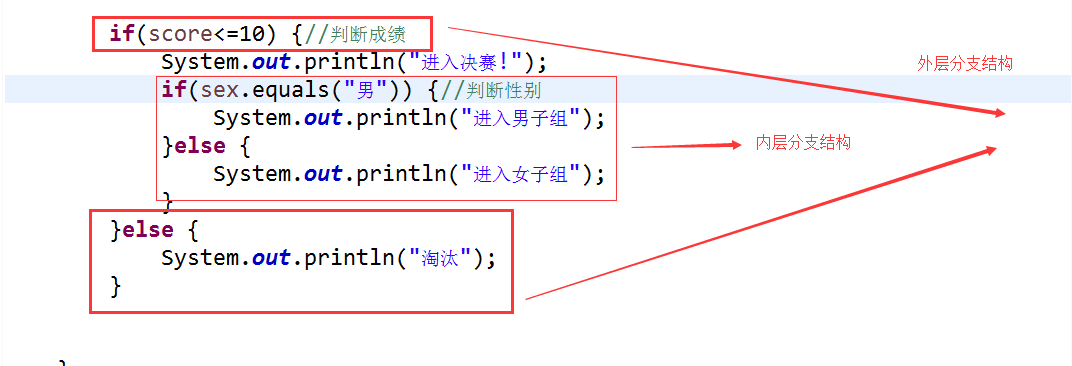 if(score<=10) {//判断成绩
System.out.println("进入决赛!");
外层分支结构
if(sex.equals("男")) {//判断性别
System.out.println("进入男子组");
}else {
内层分支结构
System.out.println("进入女子组");
}
}else {
System.out.println("淘汰");
}
}